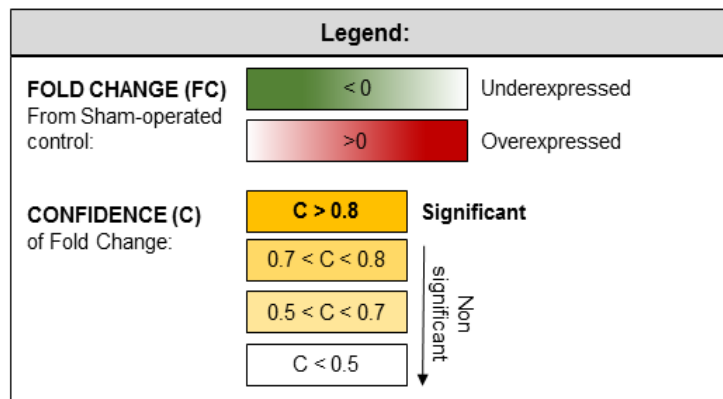 Legend:
FOLD CHANGE (FC)
From Sham-operated
control:
< 0
Underexpressed
>0
Overexpressed
CONFIDENCE (C)
of Fold Change:
C > 0.8
Significant
0.7 < C < 0.8
0.5 < C < 0.7
C < 0.5
Non
significant